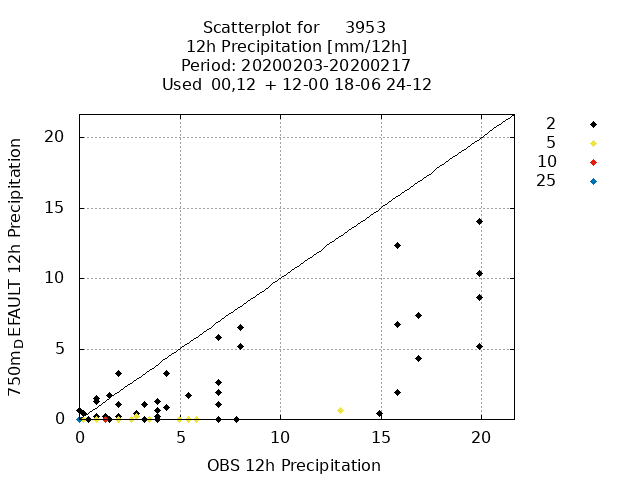 Scatterplot for 3953
12h Precipitation [mm/12h]
Period: 20200203-20200217
Used 00,12 + 12-00 18-06 24-12
2
5
10
25
750mDEFAULT 12h Precipitation
20
15
10
5
0
0 5 10 15 20
OBS 12h Precipitation